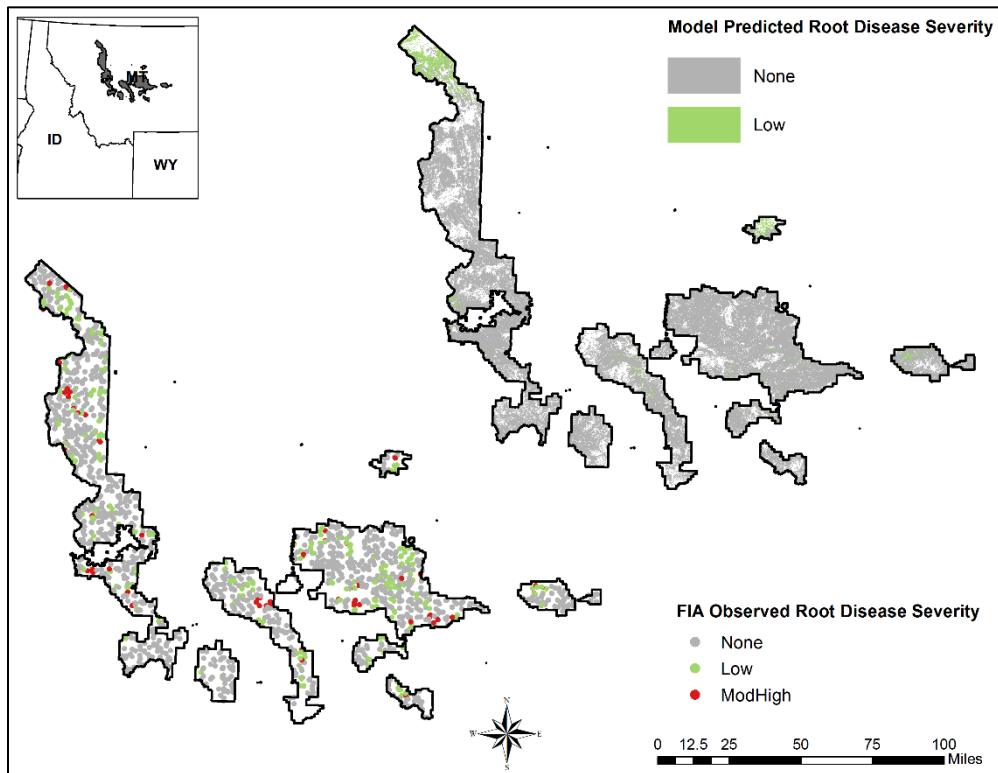 MT
ID
WY
Model Predicted Root Disease Severity
None
Low
FIA Observed Root Disease Severity
None
Low
ModHigh
N
W
E
S
0 12.5 25 50 75 100
Miles